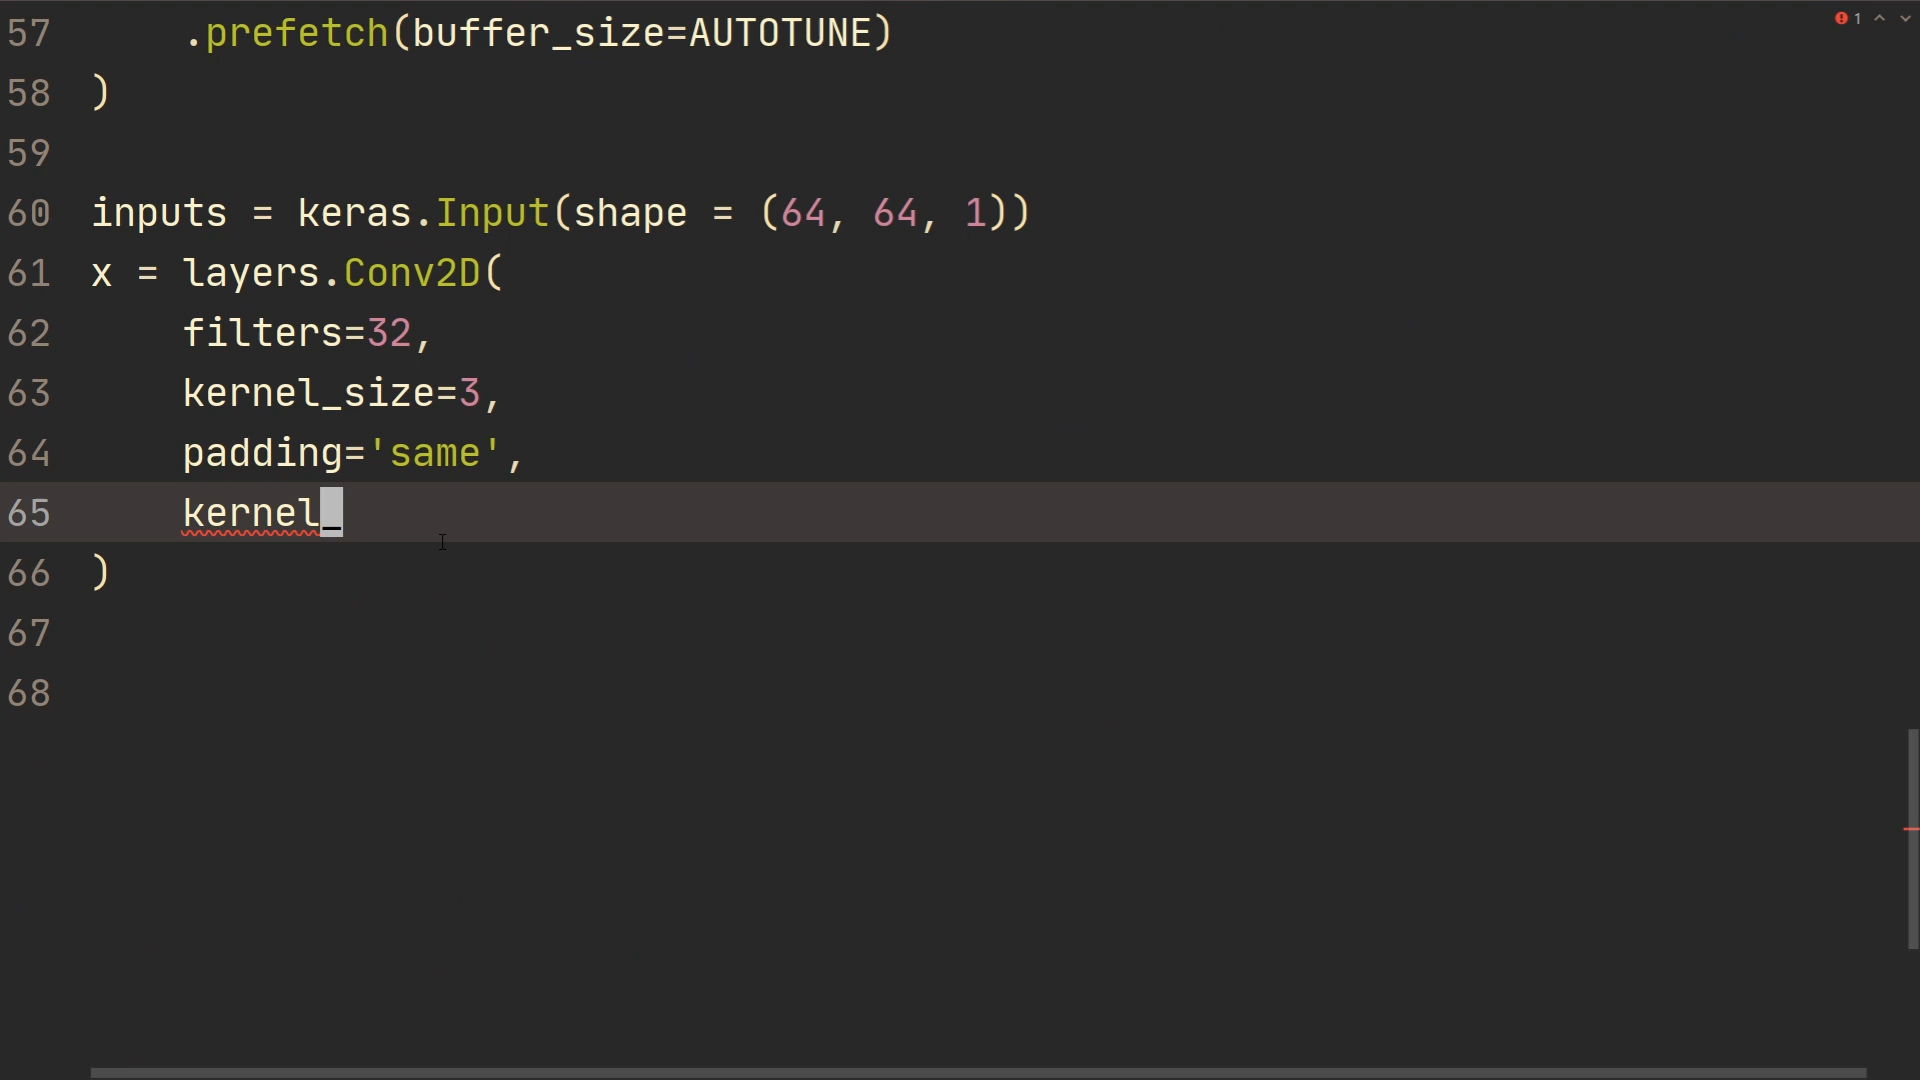 57 .prefetch(buffer_size=AUTOTUNE)
58 )
59
60 inputs = keras.Input(shape = (64, 64, 1))
61 x = layers.Conv2D(
62 filters=32,
63 kernel_size=3,
64 padding='same',
65 kernel_
66 )
67
68
1